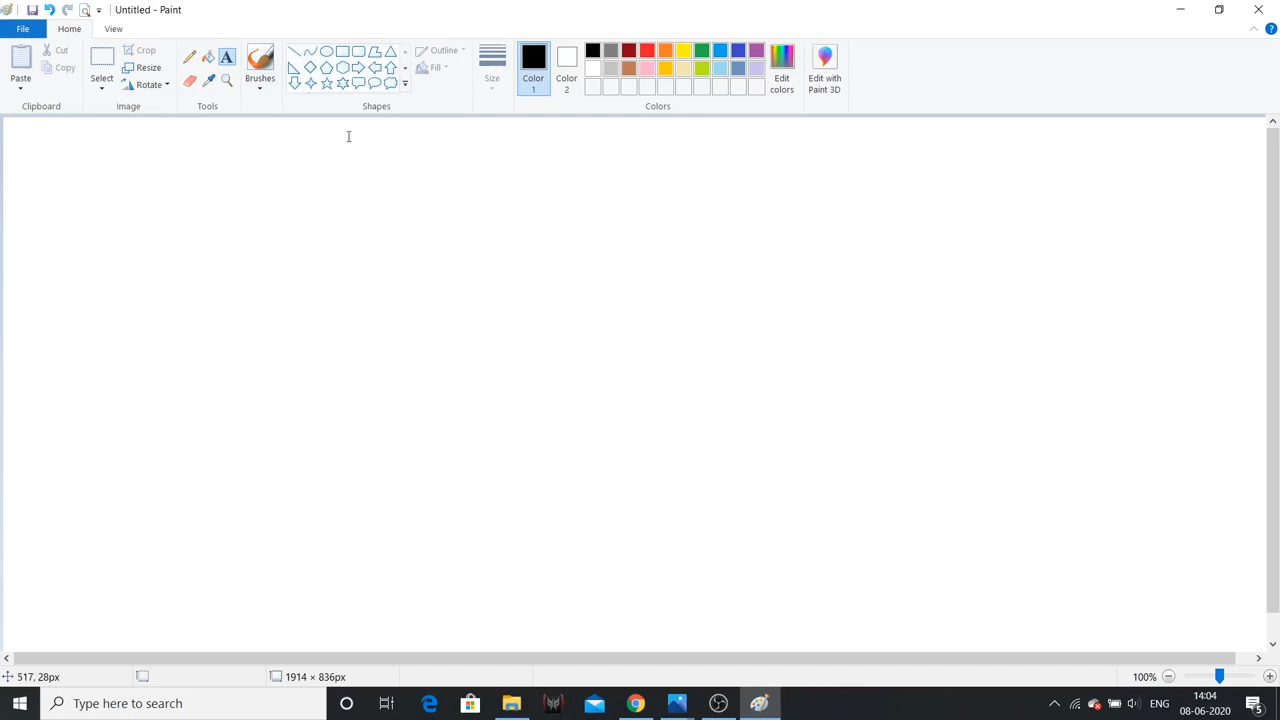 Untitled - Paint
File Home View
Paste
Cut
Copy
Clipboard
Select
Crop
Resize
Rotate
Image
A
Tools
Brushes
Outline
Fill
Shapes
Size
Color 1
Color 2
Colors
Edit colors
Edit with Paint 3D
517, 28px
1914 × 836px
100%
Type here to search
ENG
14:04
08-06-2020
5